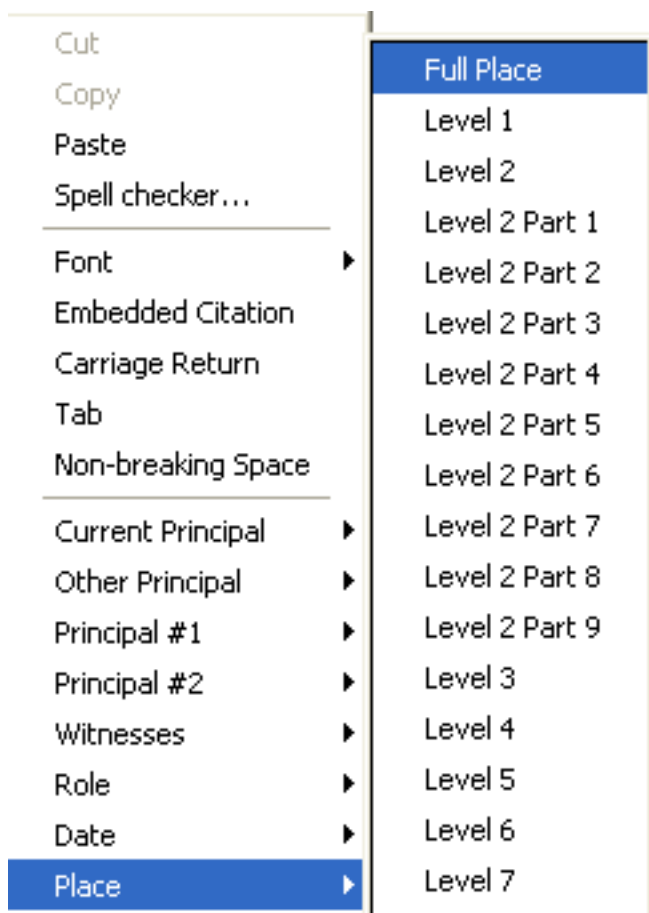 Cut
Copy
Paste
Spell checker...
Font
Embedded Citation
Carriage Return
Tab
Non-breaking Space
Current Principal
Other Principal
Principal #1
Principal #2
Witnesses
Role
Date
Place
Full Place
Level 1
Level 2
Level 2 Part 1
Level 2 Part 2
Level 2 Part 3
Level 2 Part 4
Level 2 Part 5
Level 2 Part 6
Level 2 Part 7
Level 2 Part 8
Level 2 Part 9
Level 3
Level 4
Level 5
Level 6
Level 7